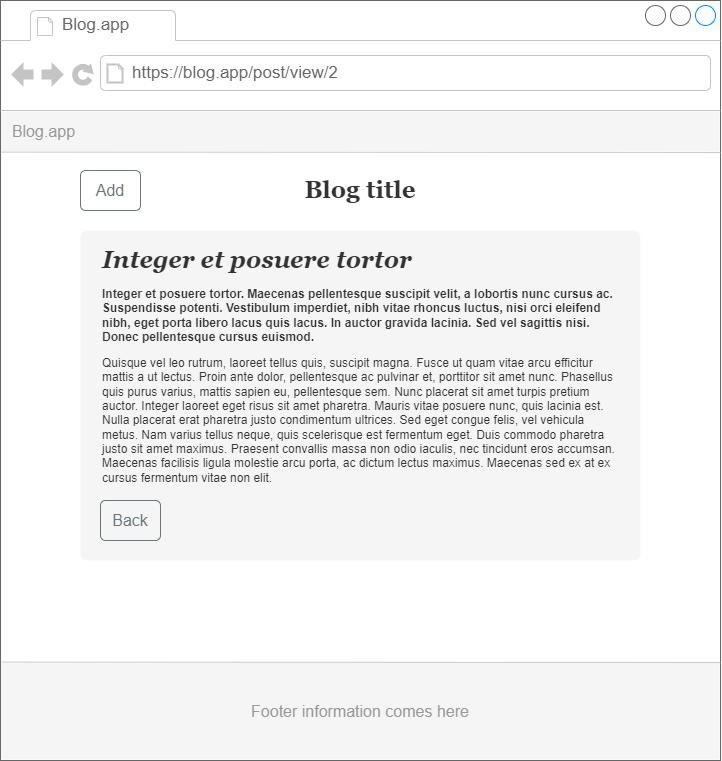 Blog.app
https://blog.app/post/view/2
Blog.app
Add
Blog title
Integer et posuere tortor
Integer et posuere tortor. Maecenas pellentesque suscipit velit, a lobortis nunc cursus ac.
Suspendisse potenti. Vestibulum imperdiet, nibh vitae rhoncus luctus, nisi orci eleifend
nibh, eget porta libero lacus quis lacus. In auctor gravida lacinia. Sed vel sagittis nisi.
Donec pellentesque cursus euismod.
Quisque vel leo rutrum, laoreet tellus quis, suscipit magna. Fusce ut quam vitae arcu efficitur
mattis a ut lectus. Proin ante dolor, pellentesque ac pulvinar et, porttitor sit amet nunc. Phasellus
quis purus varius, mattis sapien eu, pellentesque sem. Nunc placerat sit amet turpis pretium
auctor. Integer laoreet eget risus sit amet pharetra. Mauris vitae posuere nunc, quis lacinia est.
Nulla placerat erat pharetra justo condimentum ultrices. Sed eget congue felis, vel vehicula
metus. Nam varius tellus neque, quis scelerisque est fermentum eget. Duis commodo pharetra
justo sit amet maximus. Praesent convallis massa non odio iaculis, nec tincidunt eros accumsan.
Maecenas facilisis ligula molestie arcu porta, ac dictum lectus maximus. Maecenas sed ex at ex
cursus fermentum vitae non elit.
Back
Footer information comes here